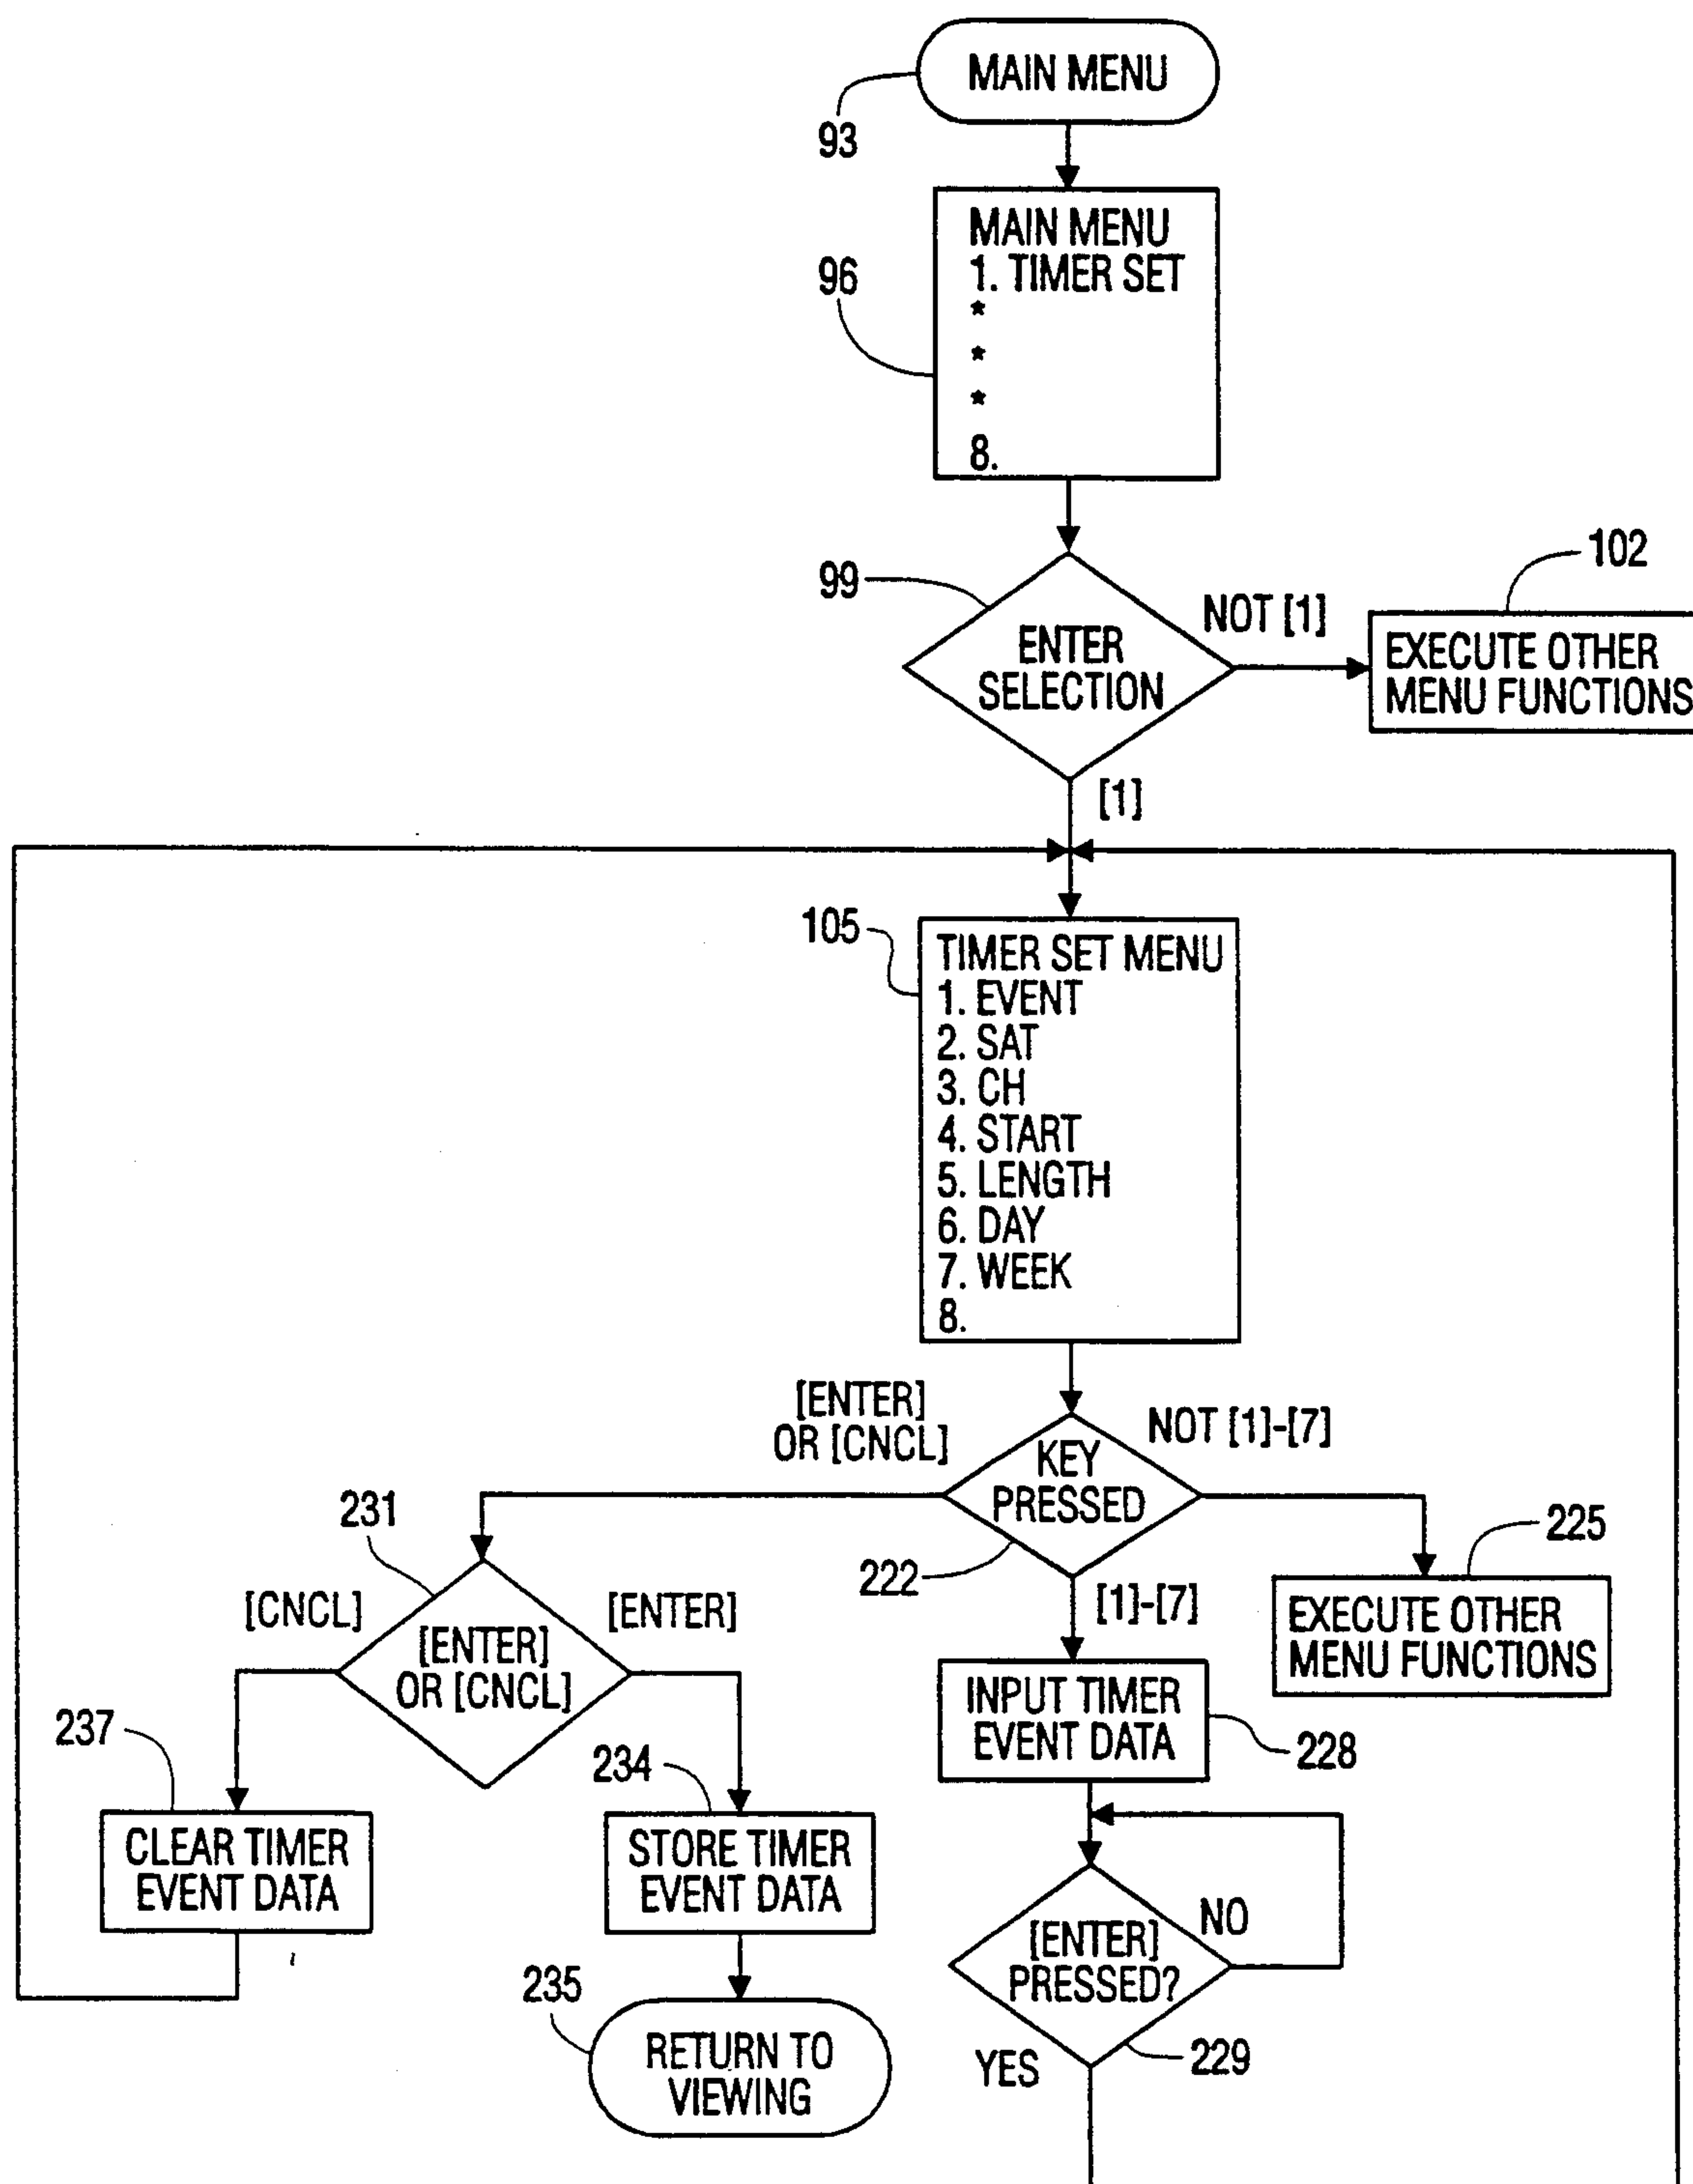 MAIN MENU
93
MAIN MENU
1. TIMER SET
*
*
*
8.
96
99
ENTER
SELECTION
NOT [1]
102
EXECUTE OTHER
MENU FUNCTIONS
[1]
105
TIMER SET MENU
1. EVENT
2. SAT
3. CH
4. START
5. LENGTH
6. DAY
7. WEEK
8.
[ENTER]
OR [CNCL]
KEY
PRESSED
NOT [1]-[7]
222
225
EXECUTE OTHER
MENU FUNCTIONS
231
[CNCL]
[ENTER]
OR [CNCL]
[ENTER]
[1]-[7]
INPUT TIMER
EVENT DATA
228
237
CLEAR TIMER
EVENT DATA
234
STORE TIMER
EVENT DATA
[ENTER]
PRESSED?
NO
229
YES
235
RETURN TO
VIEWING